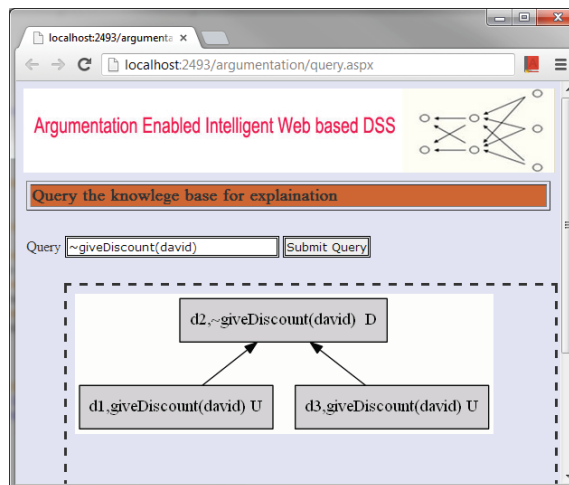 localhost:2493/argumenta
localhost:2493/argumentation/query.aspx
Argumentation Enabled Intelligent Web based DSS
Query the knowlege base for explaination
Query ~giveDiscount(david) Submit Query
d2,~giveDiscount(david) D
d1,giveDiscount(david) U d3,giveDiscount(david) U